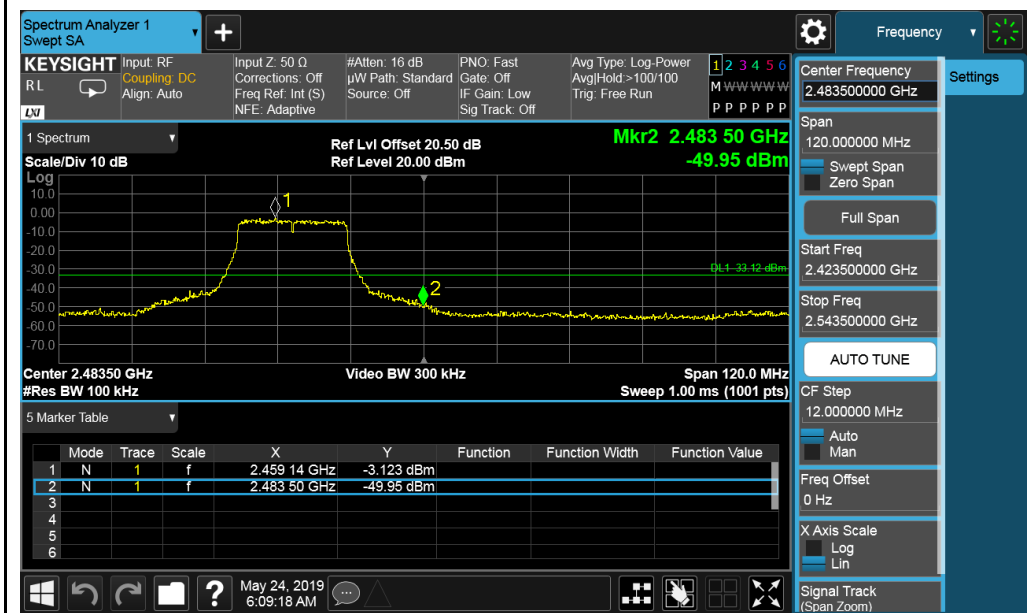 Spectrum Analyzer 1
Swept SA
+
Frequency
KEYSIGHT
RL
LXI
Input: RF
Coupling: DC
Align: Auto
Input Z: 50 Ω
Corrections: Off
Freq Ref: Int (S)
NFE: Adaptive
#Atten: 16 dB
µW Path: Standard
Source: Off
PNO: Fast
Gate: Off
IF Gain: Low
Sig Track: Off
Avg Type: Log-Power
Avg|Hold:>100/100
Trig: Free Run
1 2 3 4 5 6
M W W W W W
P P P P P P
1 Spectrum
Scale/Div 10 dB
Ref Lvl Offset 20.50 dB
Ref Level 20.00 dBm
Mkr2 2.483 50 GHz
-49.95 dBm
Log
10.0
0.00
-10.0
-20.0
-30.0
-40.0
-50.0
-60.0
-70.0
1
2
DL1 -33.12 dBm
Center 2.48350 GHz
#Res BW 100 kHz
Video BW 300 kHz
Span 120.0 MHz
Sweep 1.00 ms (1001 pts)
5 Marker Table
Mode Trace Scale X Y Function Function Width Function Value
1 N 1 f 2.459 14 GHz -3.123 dBm
2 N 1 f 2.483 50 GHz -49.95 dBm
3
4
5
6
?
May 24, 2019
6:09:18 AM
Center Frequency
2.483500000 GHz
Settings
Span
120.000000 MHz
Swept Span
Zero Span
Full Span
Start Freq
2.423500000 GHz
Stop Freq
2.543500000 GHz
AUTO TUNE
CF Step
12.000000 MHz
Auto
Man
Freq Offset
0 Hz
X Axis Scale
Log
Lin
Signal Track
(Span Zoom)